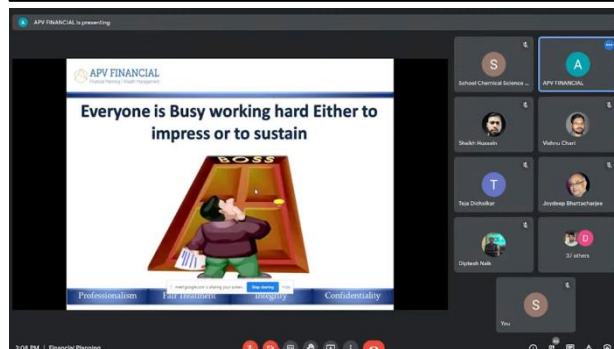 APV FINANCIAL is presenting
APV FINANCIAL
Financial Planning | Wealth Management
Everyone is Busy working hard Either to
impress or to sustain
BOSS
meet.google.com is sharing your screen. Stop sharing Hide
Professionalism Fair Treatment Integrity Confidentiality
S
School Chemical Science ...
A
APV FINANCIAL
Sheikh Hussain
Vishnu Chari
T
Teja Dicholkar
Joydeep Bhattacharjee
Diptesh Naik
D
37 others
S
You
3:08 PM | Financial Planning